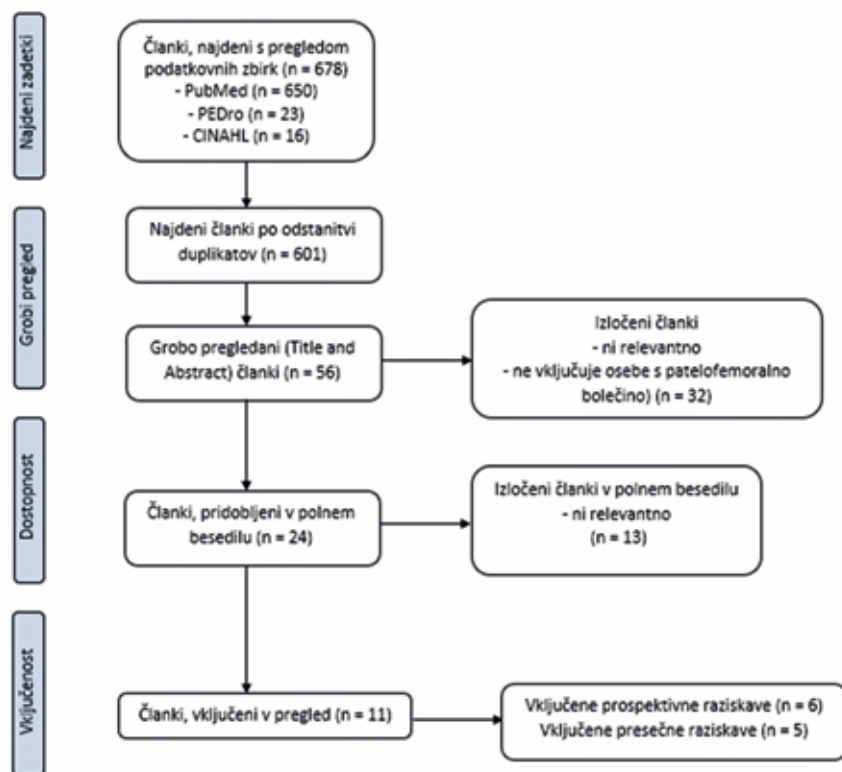 Najdeni zadetki
Članki, najdeni s pregledom
podatkovnih zbirk (n = 678)
- PubMed (n = 650)
- PEDro (n = 23)
- CINAHL (n = 16)
Grobi pregled
Najdeni članki po odstanitvi
duplikatov (n = 601)
Grobo pregledani (Title and
Abstract) članki (n = 56)
Izločeni članki
- ni relevantno
- ne vključuje osebe s patelofemoralno
bolečino) (n = 32)
Dostopnost
Članki, pridobljeni v polnem
besedilu (n = 24)
Izločeni članki v polnem besedilu
- ni relevantno
(n = 13)
Vključenost
Članki, vključeni v pregled (n = 11)
Vključene prospektivne raziskave (n = 6)
Vključene presečne raziskave (n = 5)